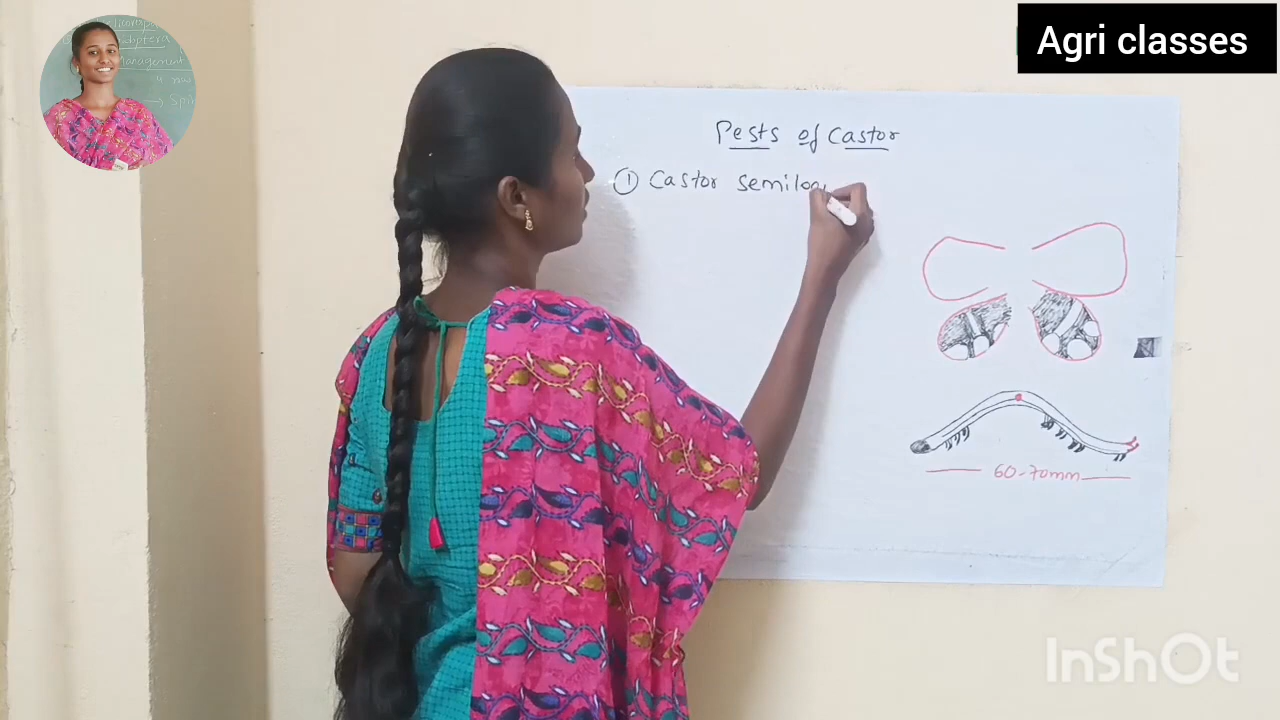 Agri classes
Pests of Castor
① Castor semiloo
60-70mm
InShOt